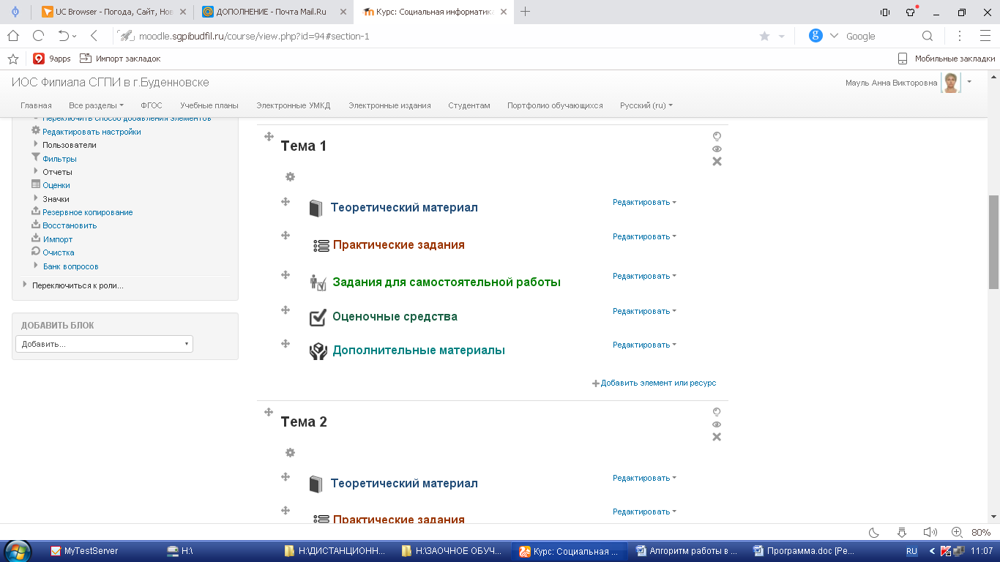 UC Browser - Погода, Сайт, Нов
ДОПОЛНЕНИЕ - Почта Mail.Ru
Курс: Социальная информатика
moodle.sgpibudfil.ru/course/view.php?id=94#section-1
Google
9apps
Импорт закладок
Мобильные закладки
ИОС Филиала СГПИ в г.Буденновске
Мауль Анна Викторовна
Главная Все разделы ФГОС Учебные планы Электронные УМКД Электронные издания Студентам Портфолио обучающихся Русский (ru)
Переключить способ добавления элементов
Редактировать настройки
Пользователи
Фильтры
Отчеты
Оценки
Значки
Резервное копирование
Восстановить
Импорт
Очистка
Банк вопросов
Переключиться к роли...
ДОБАВИТЬ БЛОК
Добавить...
Тема 1
Теоретический материал Редактировать
Практические задания Редактировать
Задания для самостоятельной работы Редактировать
Оценочные средства Редактировать
Дополнительные материалы Редактировать
Добавить элемент или ресурс
Тема 2
Теоретический материал Редактировать
Практические задания Редактировать
80%
MyTestServer
H:\
H:\ДИСТАНЦИОНН...
H:\ЗАОЧНОЕ ОБУЧ...
Курс: Социальная ...
Алгоритм работы в ...
Программа.doc [Ре...
RU
11:07